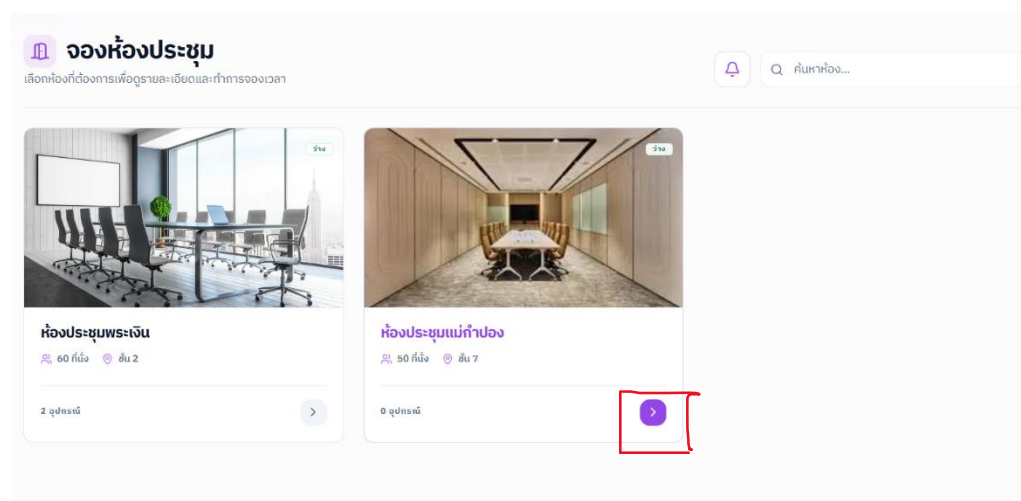 จองห้องประชุม
เลือกห้องที่ต้องการเพื่อดูรายละเอียดและทำการจองเวลา
ค้นหาห้อง...
ว่าง
ว่าง
ห้องประชุมพระเงิน
60 ที่นั่ง ชั้น 2
2 อุปกรณ์
ห้องประชุมแม่กำปอง
50 ที่นั่ง ชั้น 7
0 อุปกรณ์